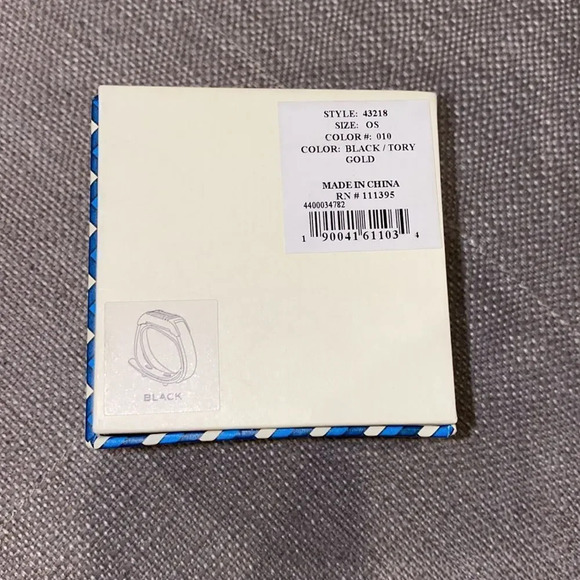 STYLE: 43218
SIZE: OS
COLOR #: 010
COLOR: BLACK / TORY
GOLD
MADE IN CHINA
RN # 111395
4400034782
1 90041 61103 4
BLACK